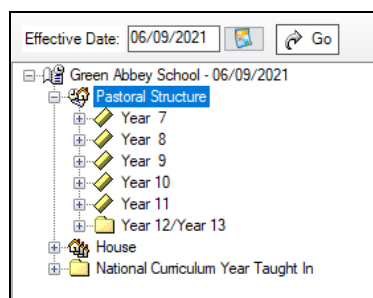 Effective Date: 06/09/2021 Go
Green Abbey School - 06/09/2021
Pastoral Structure
Year 7
Year 8
Year 9
Year 10
Year 11
Year 12/Year 13
House
National Curriculum Year Taught In